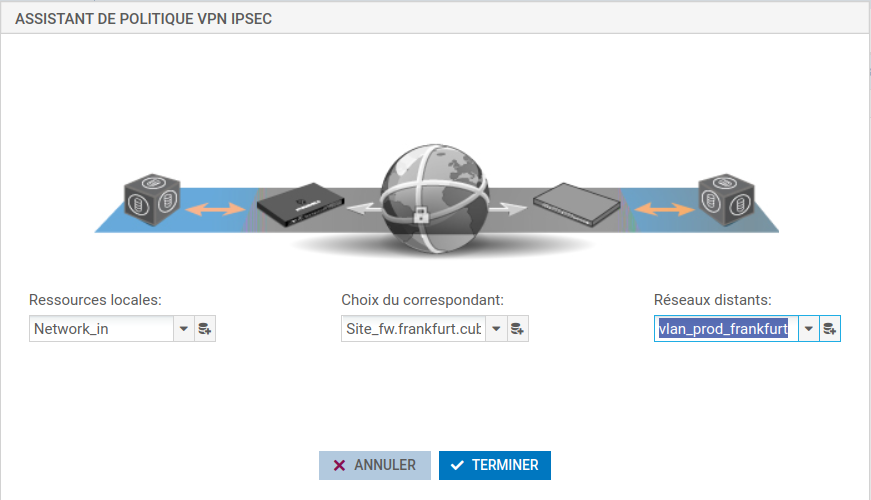 ASSISTANT DE POLITIQUE VPN IPSEC
Ressources locales:
Choix du correspondant:
Réseaux distants:
Network_in
Site_fw.frankfurt.cub
vlan_prod_frankfurt
ANNULER
TERMINER